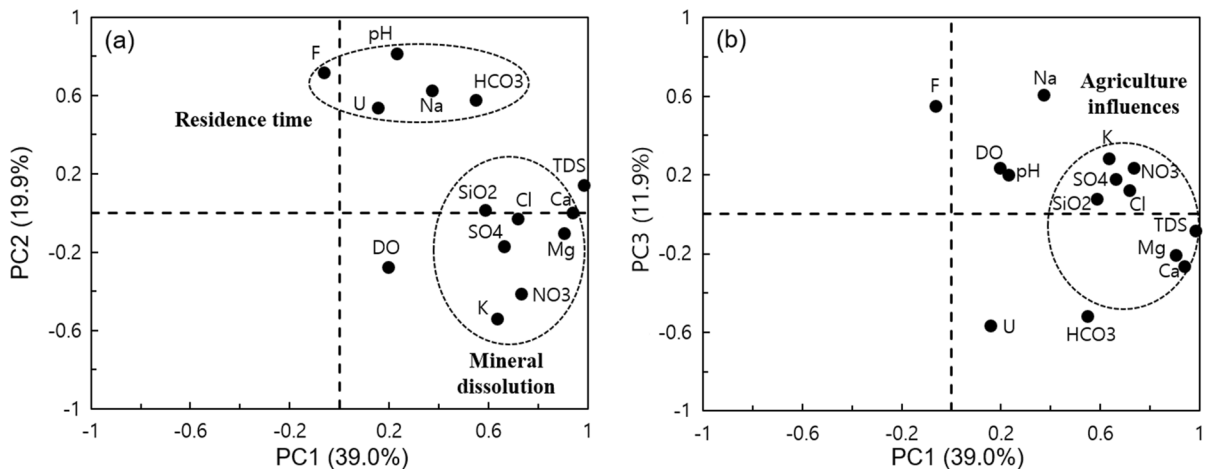 (a)
1
0.6
0.2
-0.2
-0.6
-1
PC2 (19.9%)
F
pH
HCO3
U
Na
Residence time
TDS
SiO2
Cl
Ca
SO4
Mg
DO
K
NO3
Mineral
dissolution
-1
-0.6
-0.2
0.2
0.6
1
PC1 (39.0%)
(b)
1
0.6
0.2
-0.2
-0.6
-1
PC3 (11.9%)
F
Na
Agriculture
influences
K
DO
pH
SO4
NO3
SiO2
Cl
TDS
Mg
Ca
U
HCO3
-1
-0.6
-0.2
0.2
0.6
1
PC1 (39.0%)